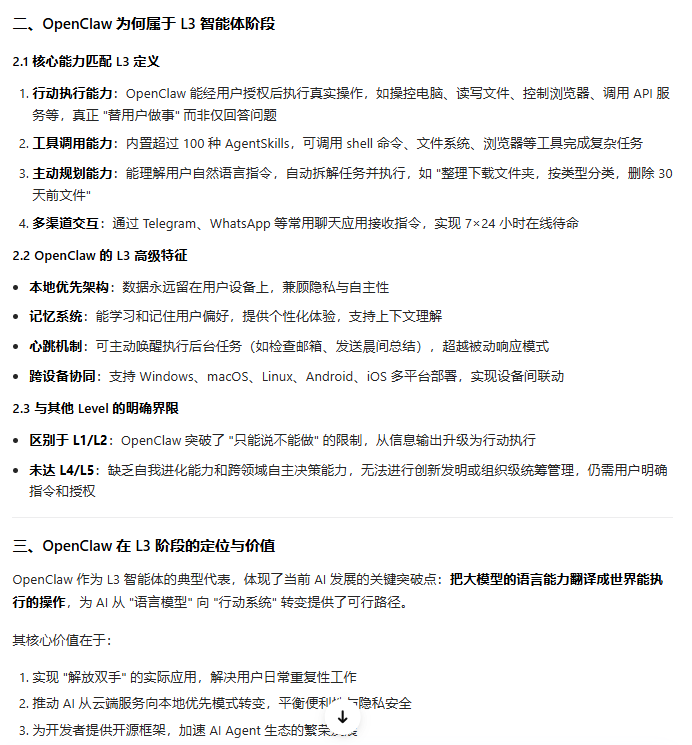 二、OpenClaw 为何属于 L3 智能体阶段
2.1 核心能力匹配 L3 定义
1. 行动执行能力：OpenClaw 能经用户授权后执行真实操作，如操控电脑、读写文件、控制浏览器、调用 API 服
务等，真正 "替用户做事" 而非仅回答问题
2. 工具调用能力：内置超过 100 种 AgentSkills，可调用 shell 命令、文件系统、浏览器等工具完成复杂任务
3. 主动规划能力：能理解用户自然语言指令，自动拆解任务并执行，如 "整理下载文件夹，按类型分类，删除 30
天前文件"
4. 多渠道交互：通过 Telegram、WhatsApp 等常用聊天应用接收指令，实现 7×24 小时在线待命
2.2 OpenClaw 的 L3 高级特征
• 本地优先架构：数据永远留在用户设备上，兼顾隐私与自主性
• 记忆系统：能学习和记住用户偏好，提供个性化体验，支持上下文理解
• 心跳机制：可主动唤醒执行后台任务（如检查邮箱、发送晨间总结），超越被动响应模式
• 跨设备协同：支持 Windows、macOS、Linux、Android、iOS 多平台部署，实现设备间联动
2.3 与其他 Level 的明确界限
• 区别于 L1/L2：OpenClaw 突破了 "只能说不能做" 的限制，从信息输出升级为行动执行
• 未达 L4/L5：缺乏自我进化能力和跨领域自主决策能力，无法进行创新发明或组织级统筹管理，仍需用户明确
指令和授权
三、OpenClaw 在 L3 阶段的定位与价值
OpenClaw 作为 L3 智能体的典型代表，体现了当前 AI 发展的关键突破点：把大模型的语言能力翻译成世界能执
行的操作，为 AI 从 "语言模型" 向 "行动系统" 转变提供了可行路径。
其核心价值在于：
1. 实现 "解放双手" 的实际应用，解决用户日常重复性工作
2. 推动 AI 从云端服务向本地优先模式转变，平衡便利与隐私安全
3. 为开发者提供开源框架，加速 AI Agent 生态的繁荣